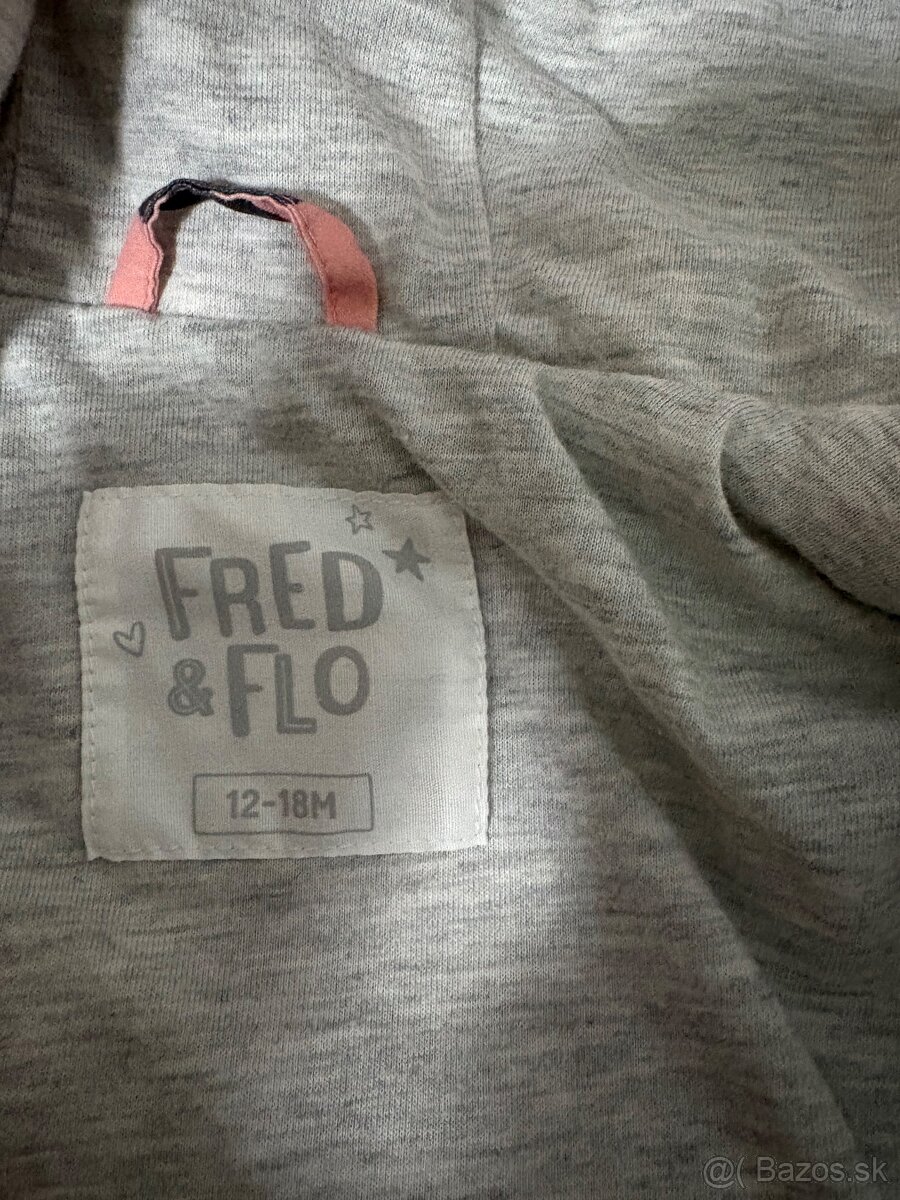 FRED
& FLO
12-18M
@( Bazos.sk